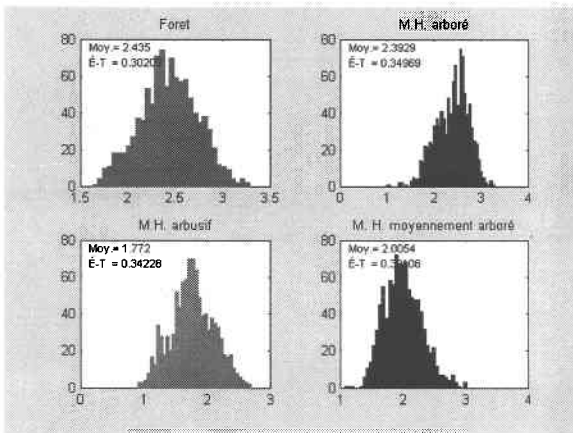 Foret
Moy.= 2.435
É-T = 0.30209
80
60
40
20
0
1.5 2 2.5 3 3.5
M.H. arboré
Moy.= 2.3929
É-T = 0.34969
80
60
40
20
0
0 1 2 3 4
M.H. arbusif
Moy.= 1.772
É-T = 0.34228
80
60
40
20
0
0 1 2 3
M. H. moyennement arboré
Moy.= 2.0054
É-T =
80
60
40
20
0
1 2 3 4